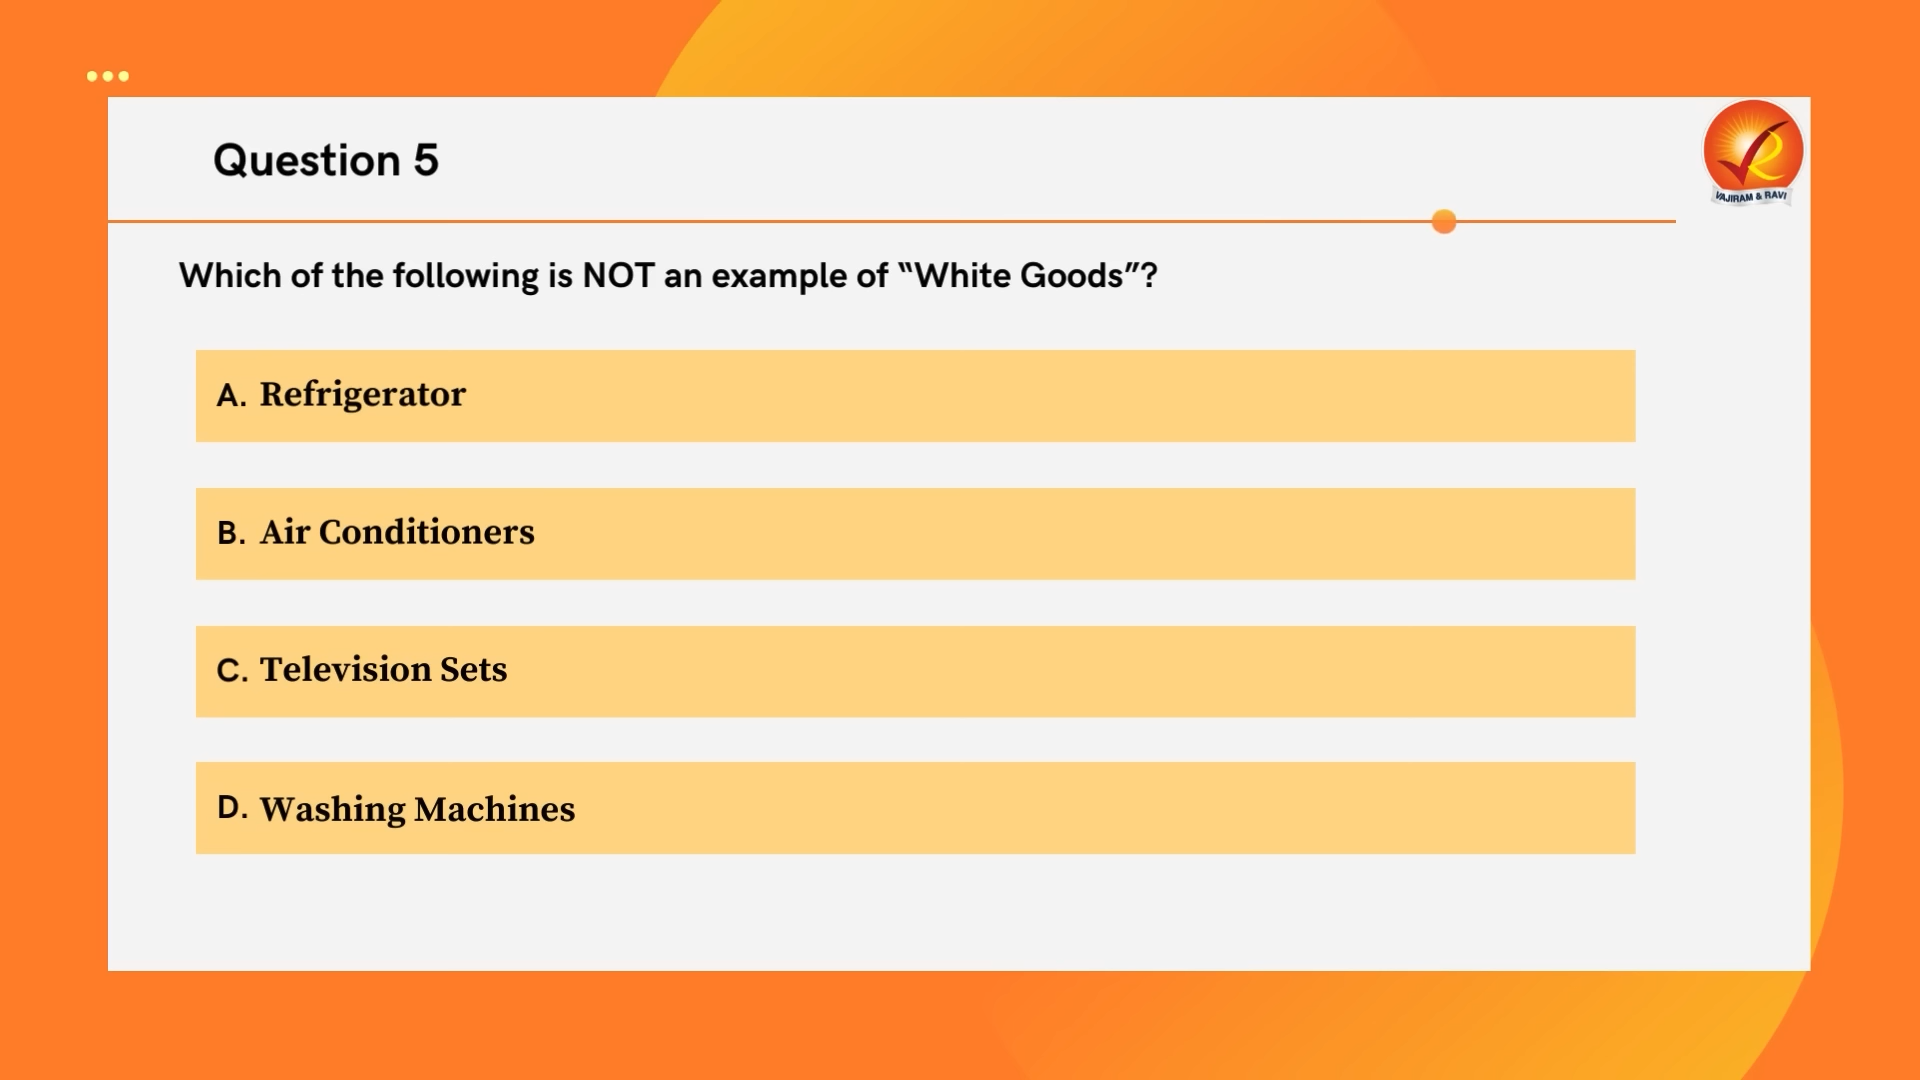 Question 5
VAJIRAM & RAVI
Which of the following is NOT an example of “White Goods”?
A. Refrigerator
B. Air Conditioners
C. Television Sets
D. Washing Machines